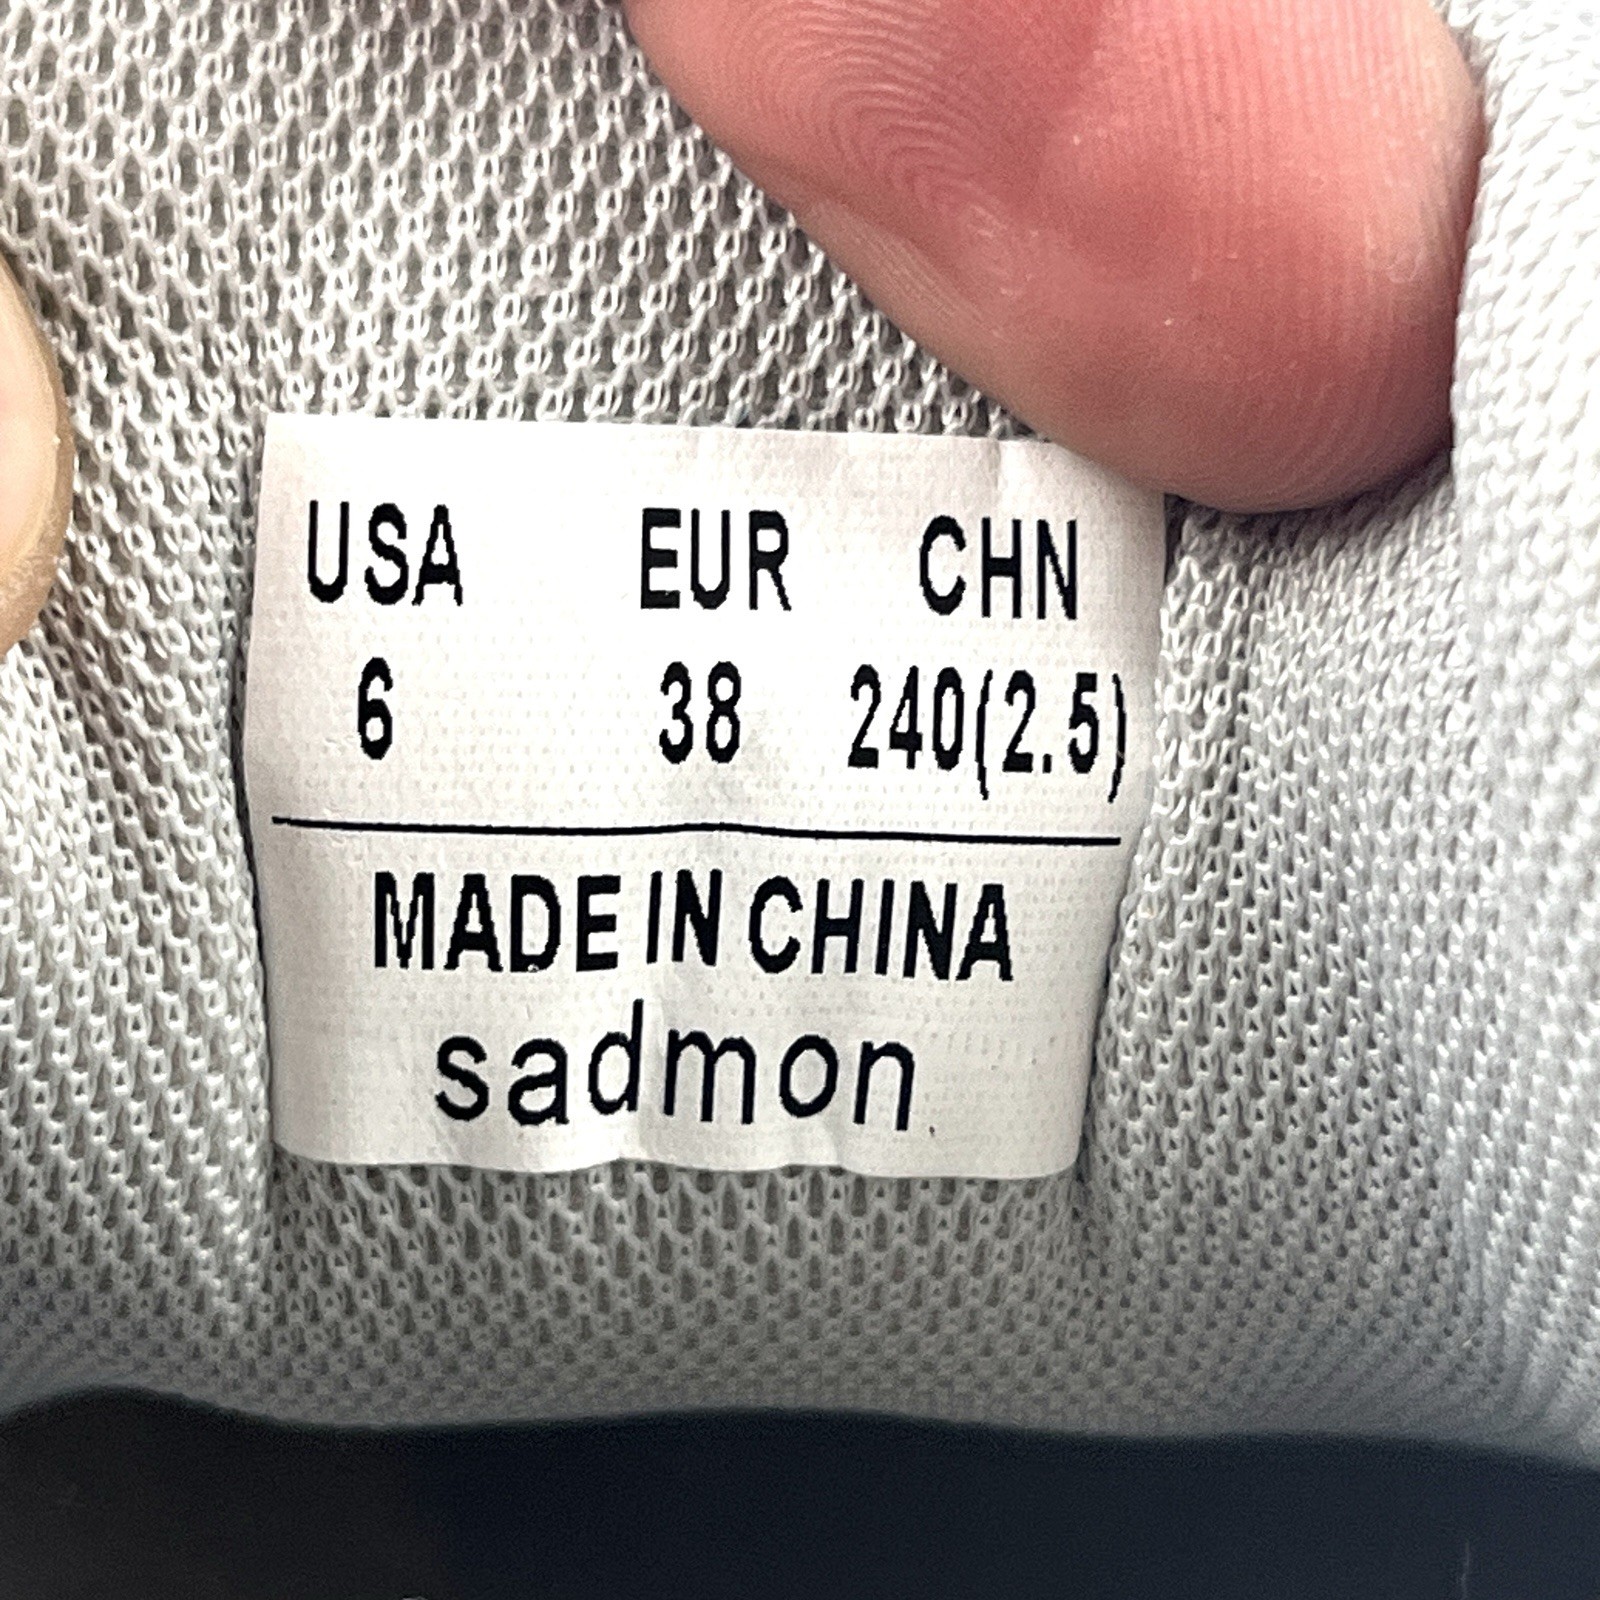 USA EUR CHN
6 38 240(2.5)
MADE IN CHINA
sadmon